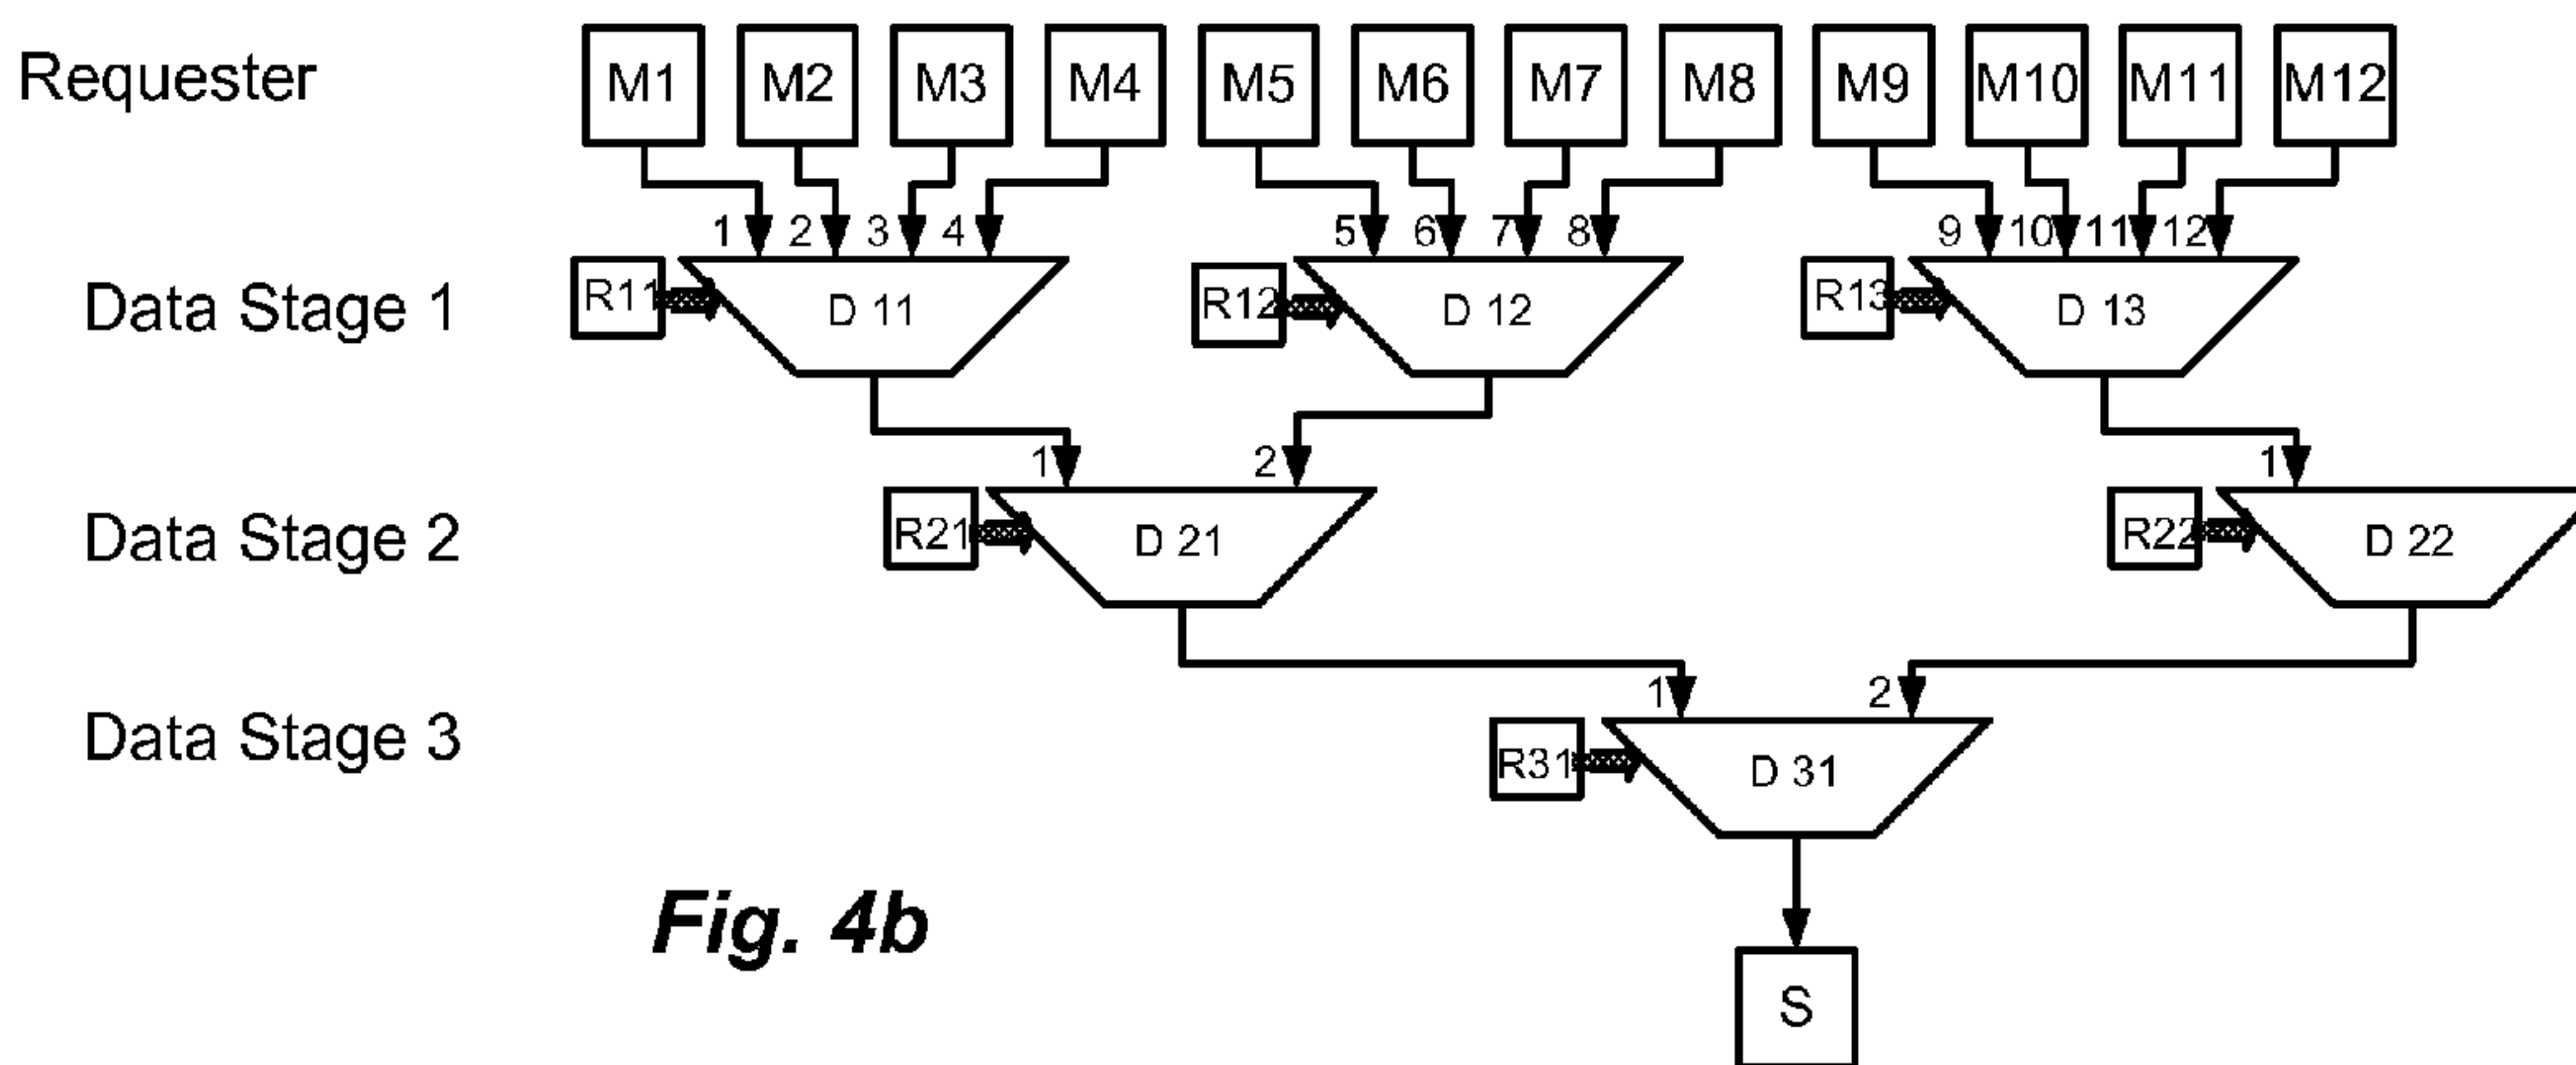 Requester M1 M2 M3 M4 M5 M6 M7 M8 M9 M10 M11 M12
1 2 3 4 5 6 7 8 9 10 11 12
Data Stage 1 R11 D 11 R12 D 12 R13 D 13
1 2 1
Data Stage 2 R21 D 21 R22 D 22
1 2
Data Stage 3 R31 D 31
Fig. 4b
S